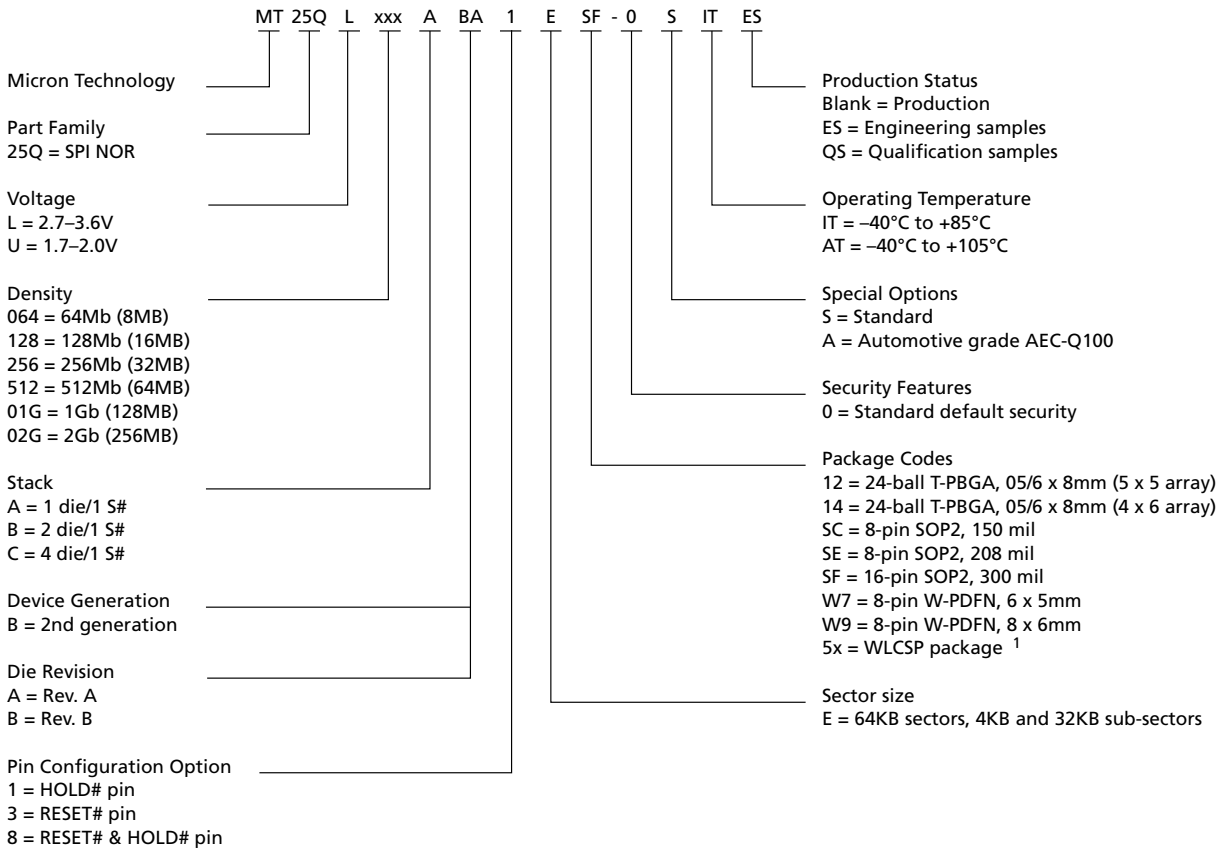 MT 25Q L xxx A BA 1 E SF - 0 S IT ES
Micron Technology
Part Family
25Q = SPI NOR
Voltage
L = 2.7–3.6V
U = 1.7–2.0V
Density
064 = 64Mb (8MB)
128 = 128Mb (16MB)
256 = 256Mb (32MB)
512 = 512Mb (64MB)
01G = 1Gb (128MB)
02G = 2Gb (256MB)
Stack
A = 1 die/1 S#
B = 2 die/1 S#
C = 4 die/1 S#
Device Generation
B = 2nd generation
Die Revision
A = Rev. A
B = Rev. B
Pin Configuration Option
1 = HOLD# pin
3 = RESET# pin
8 = RESET# & HOLD# pin
Production Status
Blank = Production
ES = Engineering samples
QS = Qualification samples
Operating Temperature
IT = –40°C to +85°C
AT = –40°C to +105°C
Special Options
S = Standard
A = Automotive grade AEC-Q100
Security Features
0 = Standard default security
Package Codes
12 = 24-ball T-PBGA, 05/6 x 8mm (5 x 5 array)
14 = 24-ball T-PBGA, 05/6 x 8mm (4 x 6 array)
SC = 8-pin SOP2, 150 mil
SE = 8-pin SOP2, 208 mil
SF = 16-pin SOP2, 300 mil
W7 = 8-pin W-PDFN, 6 x 5mm
W9 = 8-pin W-PDFN, 8 x 6mm
5x = WLCSP package 1
Sector size
E = 64KB sectors, 4KB and 32KB sub-sectors